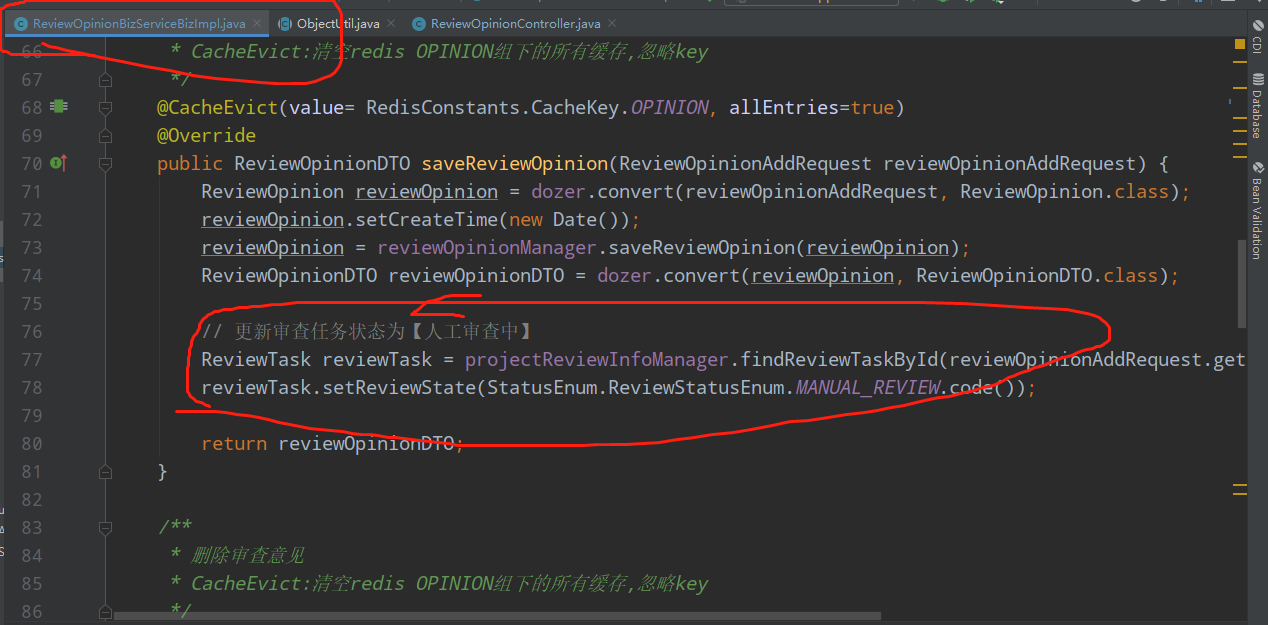 ReviewOpinionBizServiceBizImpl.java × ObjectUtil.java × ReviewOpinionController.java ×
66 * CacheEvict:清空redis OPINION组下的所有缓存,忽略key
67 */
68 @CacheEvict(value= RedisConstants.CacheKey.OPINION, allEntries=true)
69 @Override
70 public ReviewOpinionDTO saveReviewOpinion(ReviewOpinionAddRequest reviewOpinionAddRequest) {
71 ReviewOpinion reviewOpinion = dozer.convert(reviewOpinionAddRequest, ReviewOpinion.class);
72 reviewOpinion.setCreateTime(new Date());
73 reviewOpinion = reviewOpinionManager.saveReviewOpinion(reviewOpinion);
74 ReviewOpinionDTO reviewOpinionDTO = dozer.convert(reviewOpinion, ReviewOpinionDTO.class);
75
76 // 更新审查任务状态为【人工审查中】
77 ReviewTask reviewTask = projectReviewInfoManager.findReviewTaskById(reviewOpinionAddRequest.get
78 reviewTask.setReviewState(StatusEnum.ReviewStatusEnum.MANUAL_REVIEW.code());
79
80 return reviewOpinionDTO;
81 }
82
83 /**
84 * 删除审查意见
85 * CacheEvict:清空redis OPINION组下的所有缓存,忽略key
86 */
CDI
Database
Bean Validation